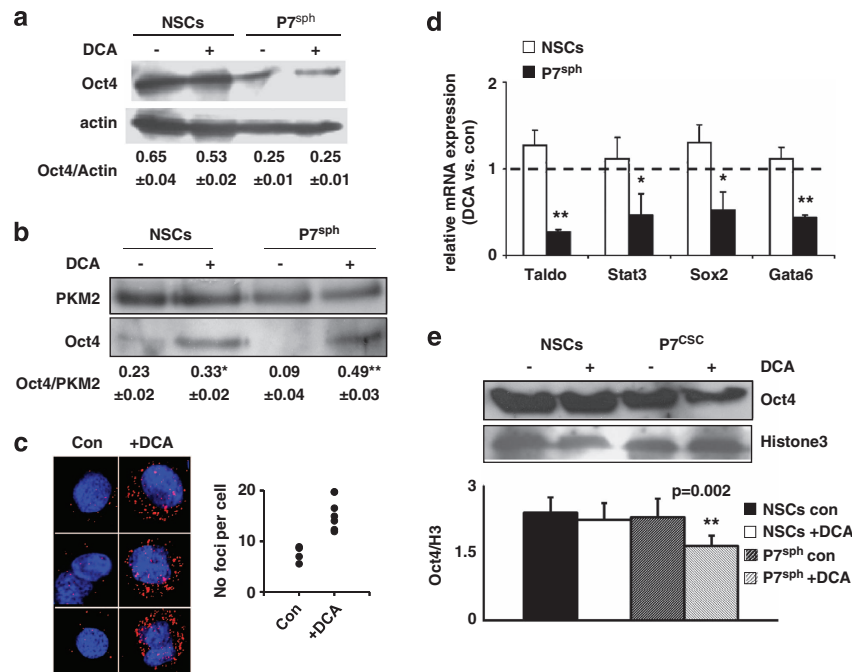 a
NSCs P7sph
DCA - + - +
Oct4
actin
Oct4/Actin 0.65 0.53 0.25 0.25
±0.04 ±0.02 ±0.01 ±0.01
b
NSCs P7sph
DCA - + - +
PKM2
Oct4
Oct4/PKM2 0.23 0.33* 0.09 0.49**
±0.02 ±0.02 ±0.04 ±0.03
c
Con +DCA
No foci per cell
20
10
0
Con +DCA
d
NSCs
P7sph
relative mRNA expression
(DCA vs. con)
2
1
0
** * * **
Taldo Stat3 Sox2 Gata6
e
NSCs P7CSC
- + - + DCA
Oct4
Histone3
Oct4/H3
3
1.5
0
p=0.002
**
NSCs con
NSCs +DCA
P7sph con
P7sph +DCA